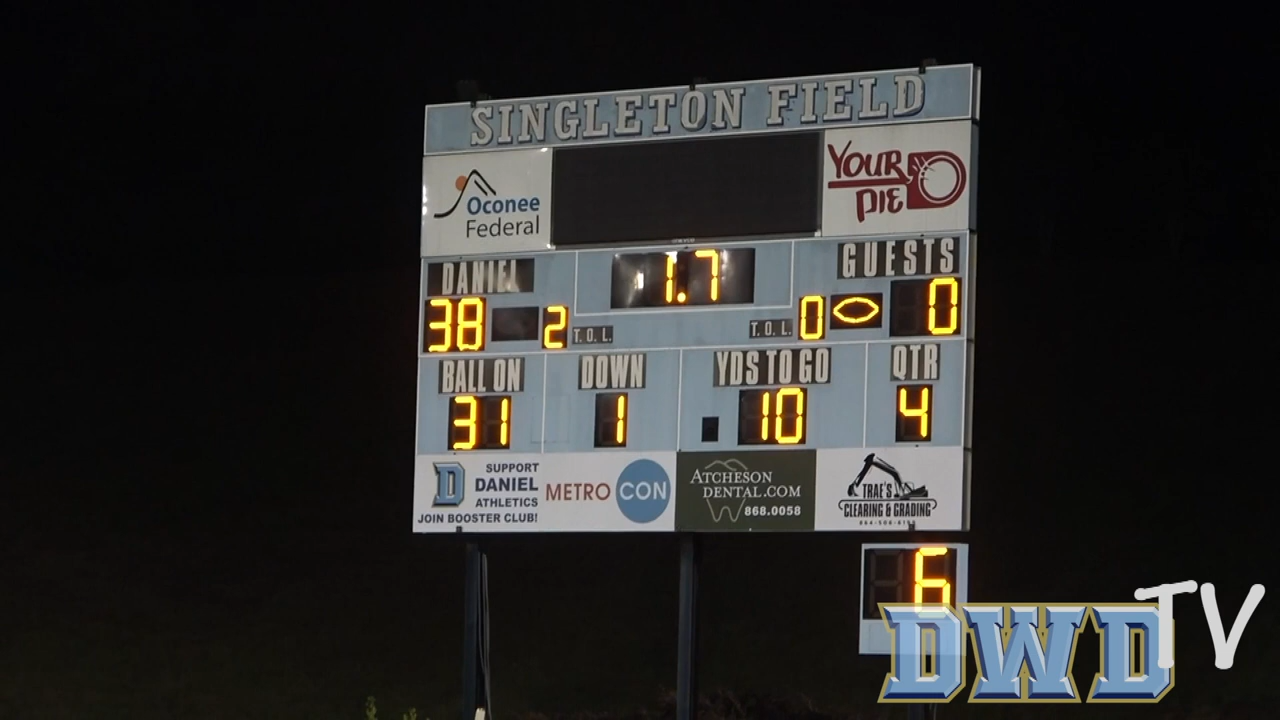 SINGLETON FIELD
Oconee
Federal
YOUR
PIE
DANIEL
1.7
GUESTS
38
2 T.O.L.
T.O.L. 0
0
BALL ON
DOWN
YDS TO GO
QTR
31
1
10
4
D
SUPPORT
DANIEL
ATHLETICS
JOIN BOOSTER CLUB!
METRO CON
ATCHESON
DENTAL.COM
868.0058
TRAE'S
CLEARING & GRADING
6
DWD TV